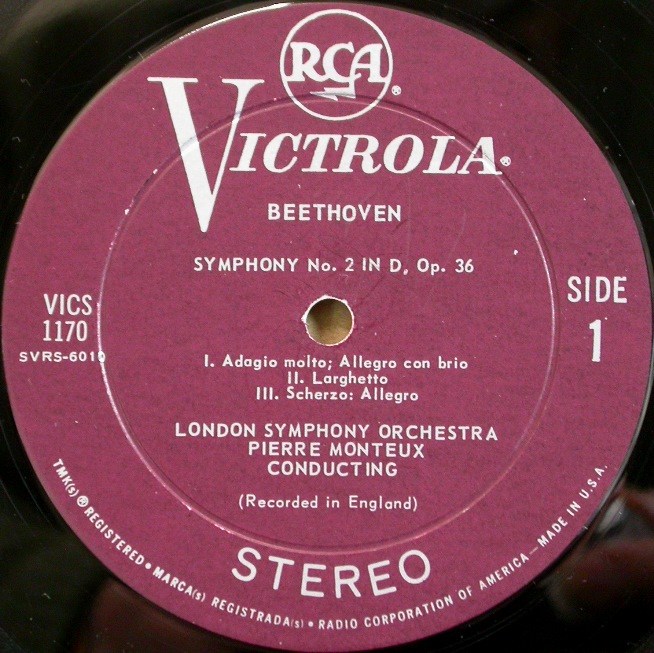 RCA®
VICTROLA®
BEETHOVEN
SYMPHONY No. 2 IN D, Op. 36
VICS
1170
SVRS-6010
SIDE
1
I. Adagio molto; Allegro con brio
II. Larghetto
III. Scherzo: Allegro
LONDON SYMPHONY ORCHESTRA
PIERRE MONTEUX
CONDUCTING
(Recorded in England)
STEREO
TMK(s) ® REGISTERED • MARCA(s) REGISTRADA(s) • RADIO CORPORATION OF AMERICA—MADE IN U.S.A.